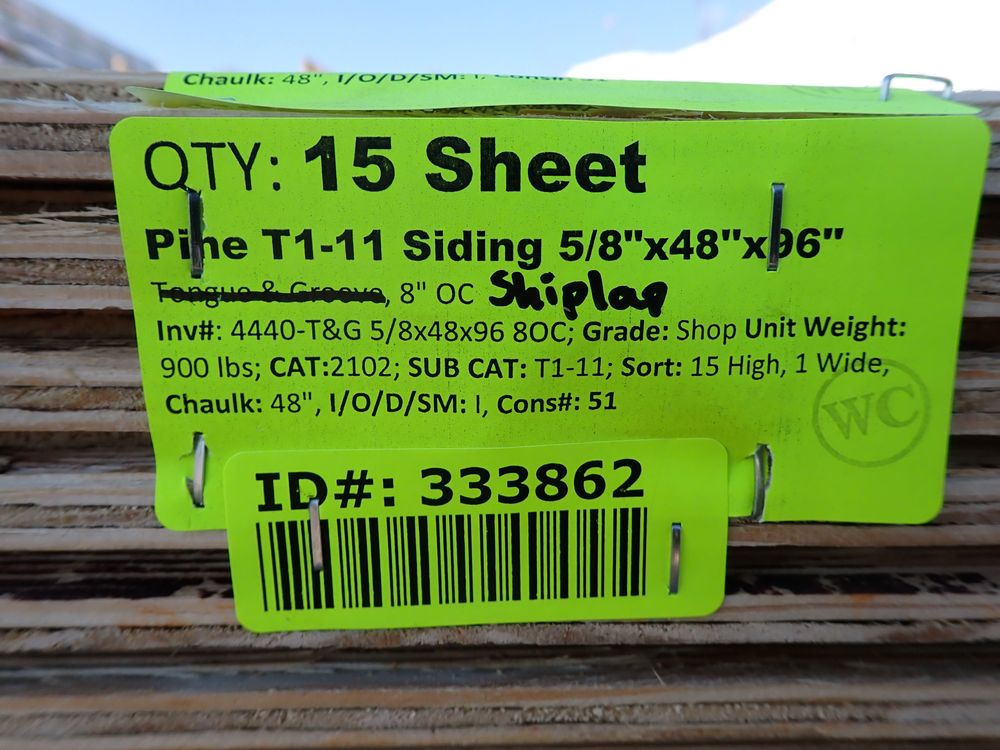 Chaulk: 48", I/O/D/SM: I, Cons#: 51
QTY: 15 Sheet
Pine T1-11 Siding 5/8"x48"x96"
Tongue & Groove, 8" OC Shiplap
Inv#: 4440-T&G 5/8x48x96 8OC; Grade: Shop Unit Weight:
900 lbs; CAT:2102; SUB CAT: T1-11; Sort: 15 High, 1 Wide,
Chaulk: 48", I/O/D/SM: I, Cons#: 51
WC
ID#: 333862